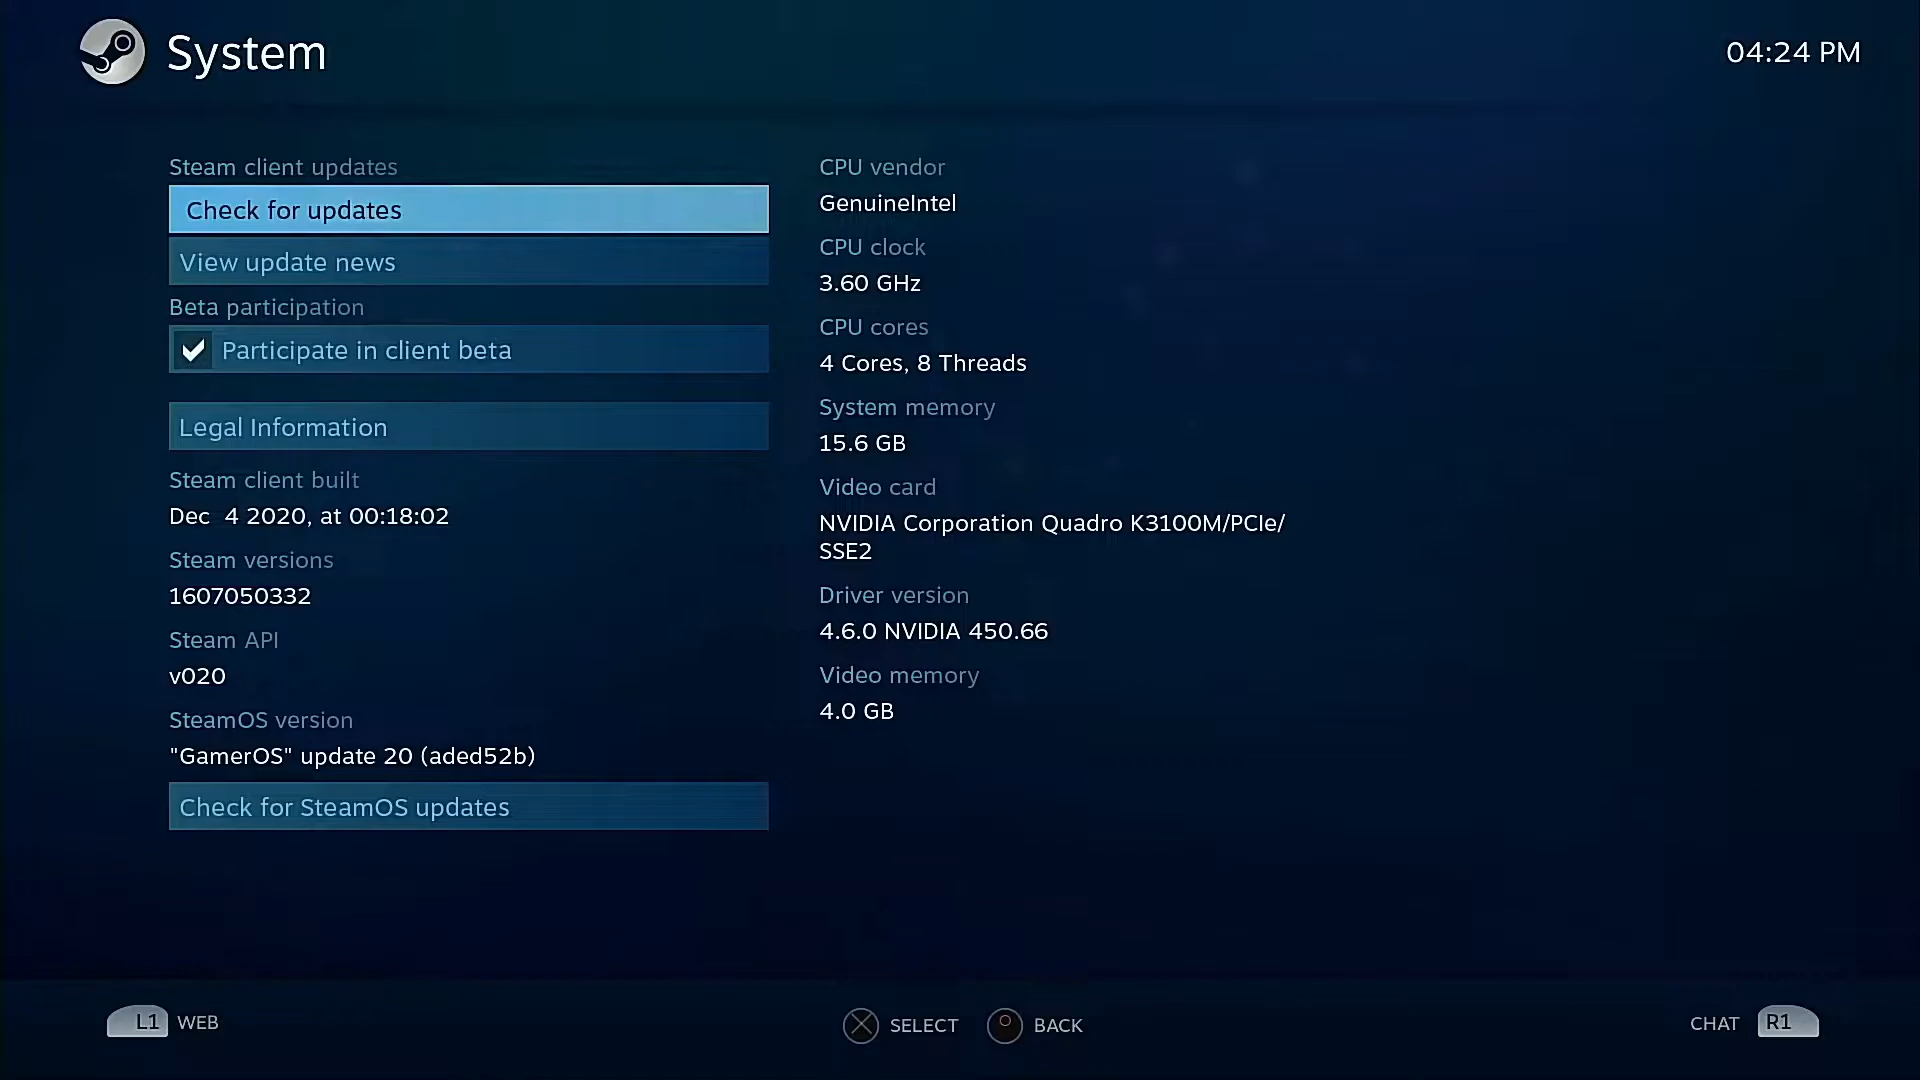 System
04:24 PM
Steam client updates
Check for updates
View update news
Beta participation
Participate in client beta
Legal Information
Steam client built
Dec  4 2020, at 00:18:02
Steam versions
1607050332
Steam API
v020
SteamOS version
"GamerOS" update 20 (aded52b)
Check for SteamOS updates
CPU vendor
GenuineIntel
CPU clock
3.60 GHz
CPU cores
4 Cores, 8 Threads
System memory
15.6 GB
Video card
NVIDIA Corporation Quadro K3100M/PCIe/
SSE2
Driver version
4.6.0 NVIDIA 450.66
Video memory
4.0 GB
L1 WEB
SELECT
BACK
CHAT R1